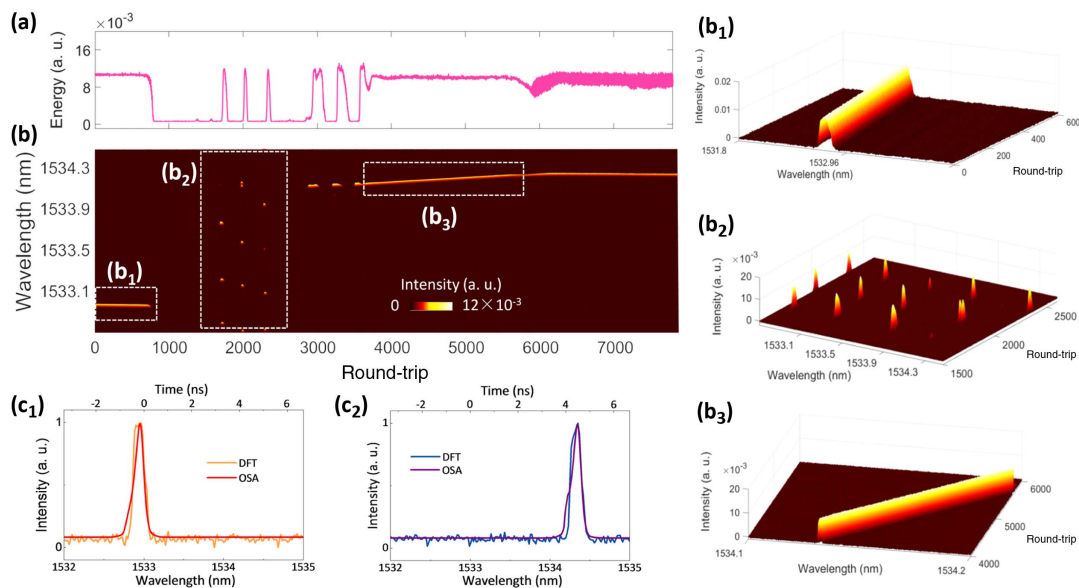 (a)
×10⁻³
16
8
0
Energy (a. u.)
(b)
1534.3
1533.9
1533.5
1533.1
Wavelength (nm)
(b₁)
(b₂)
(b₃)
Intensity (a. u.)
0 12×10⁻³
0 1000 2000 3000 4000 5000 6000 7000
Round-trip
(b₁)
0.02
0.01
0
Intensity (a. u.)
1531.8
1532.96
Wavelength (nm)
0
200
400
600
Round-trip
(b₂)
×10⁻³
20
10
0
Intensity (a. u.)
1533.1
1533.5
1533.9
1534.3
Wavelength (nm)
1500
2000
2500
Round-trip
(b₃)
×10⁻³
20
10
0
Intensity (a. u.)
1534.1
1534.2
Wavelength (nm)
4000
5000
6000
Round-trip
(c₁)
Time (ns)
-2 0 2 4 6
1
0
Intensity (a. u.)
DFT
OSA
1532 1533 1534 1535
Wavelength (nm)
(c₂)
Time (ns)
-2 0 2 4 6
1
0
Intensity (a. u.)
DFT
OSA
1532 1533 1534 1535
Wavelength (nm)